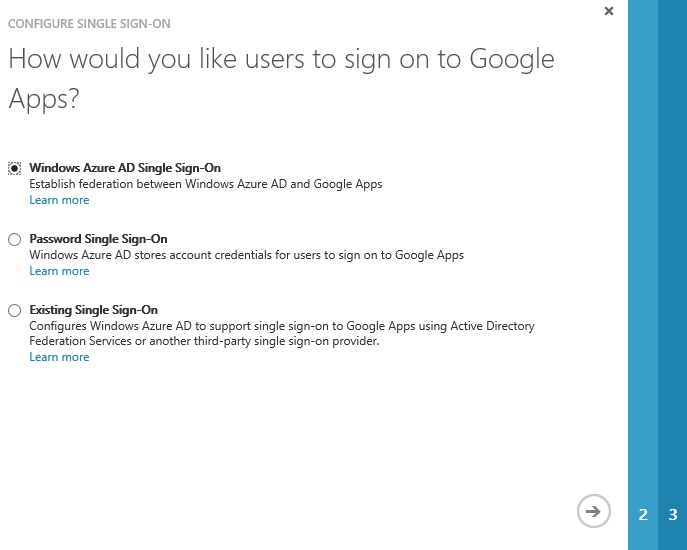 CONFIGURE SINGLE SIGN-ON
How would you like users to sign on to Google
Apps?
Windows Azure AD Single Sign-On
Establish federation between Windows Azure AD and Google Apps
Learn more
Password Single Sign-On
Windows Azure AD stores account credentials for users to sign on to Google Apps
Learn more
Existing Single Sign-On
Configures Windows Azure AD to support single sign-on to Google Apps using Active Directory
Federation Services or another third-party single sign-on provider.
Learn more
2 3